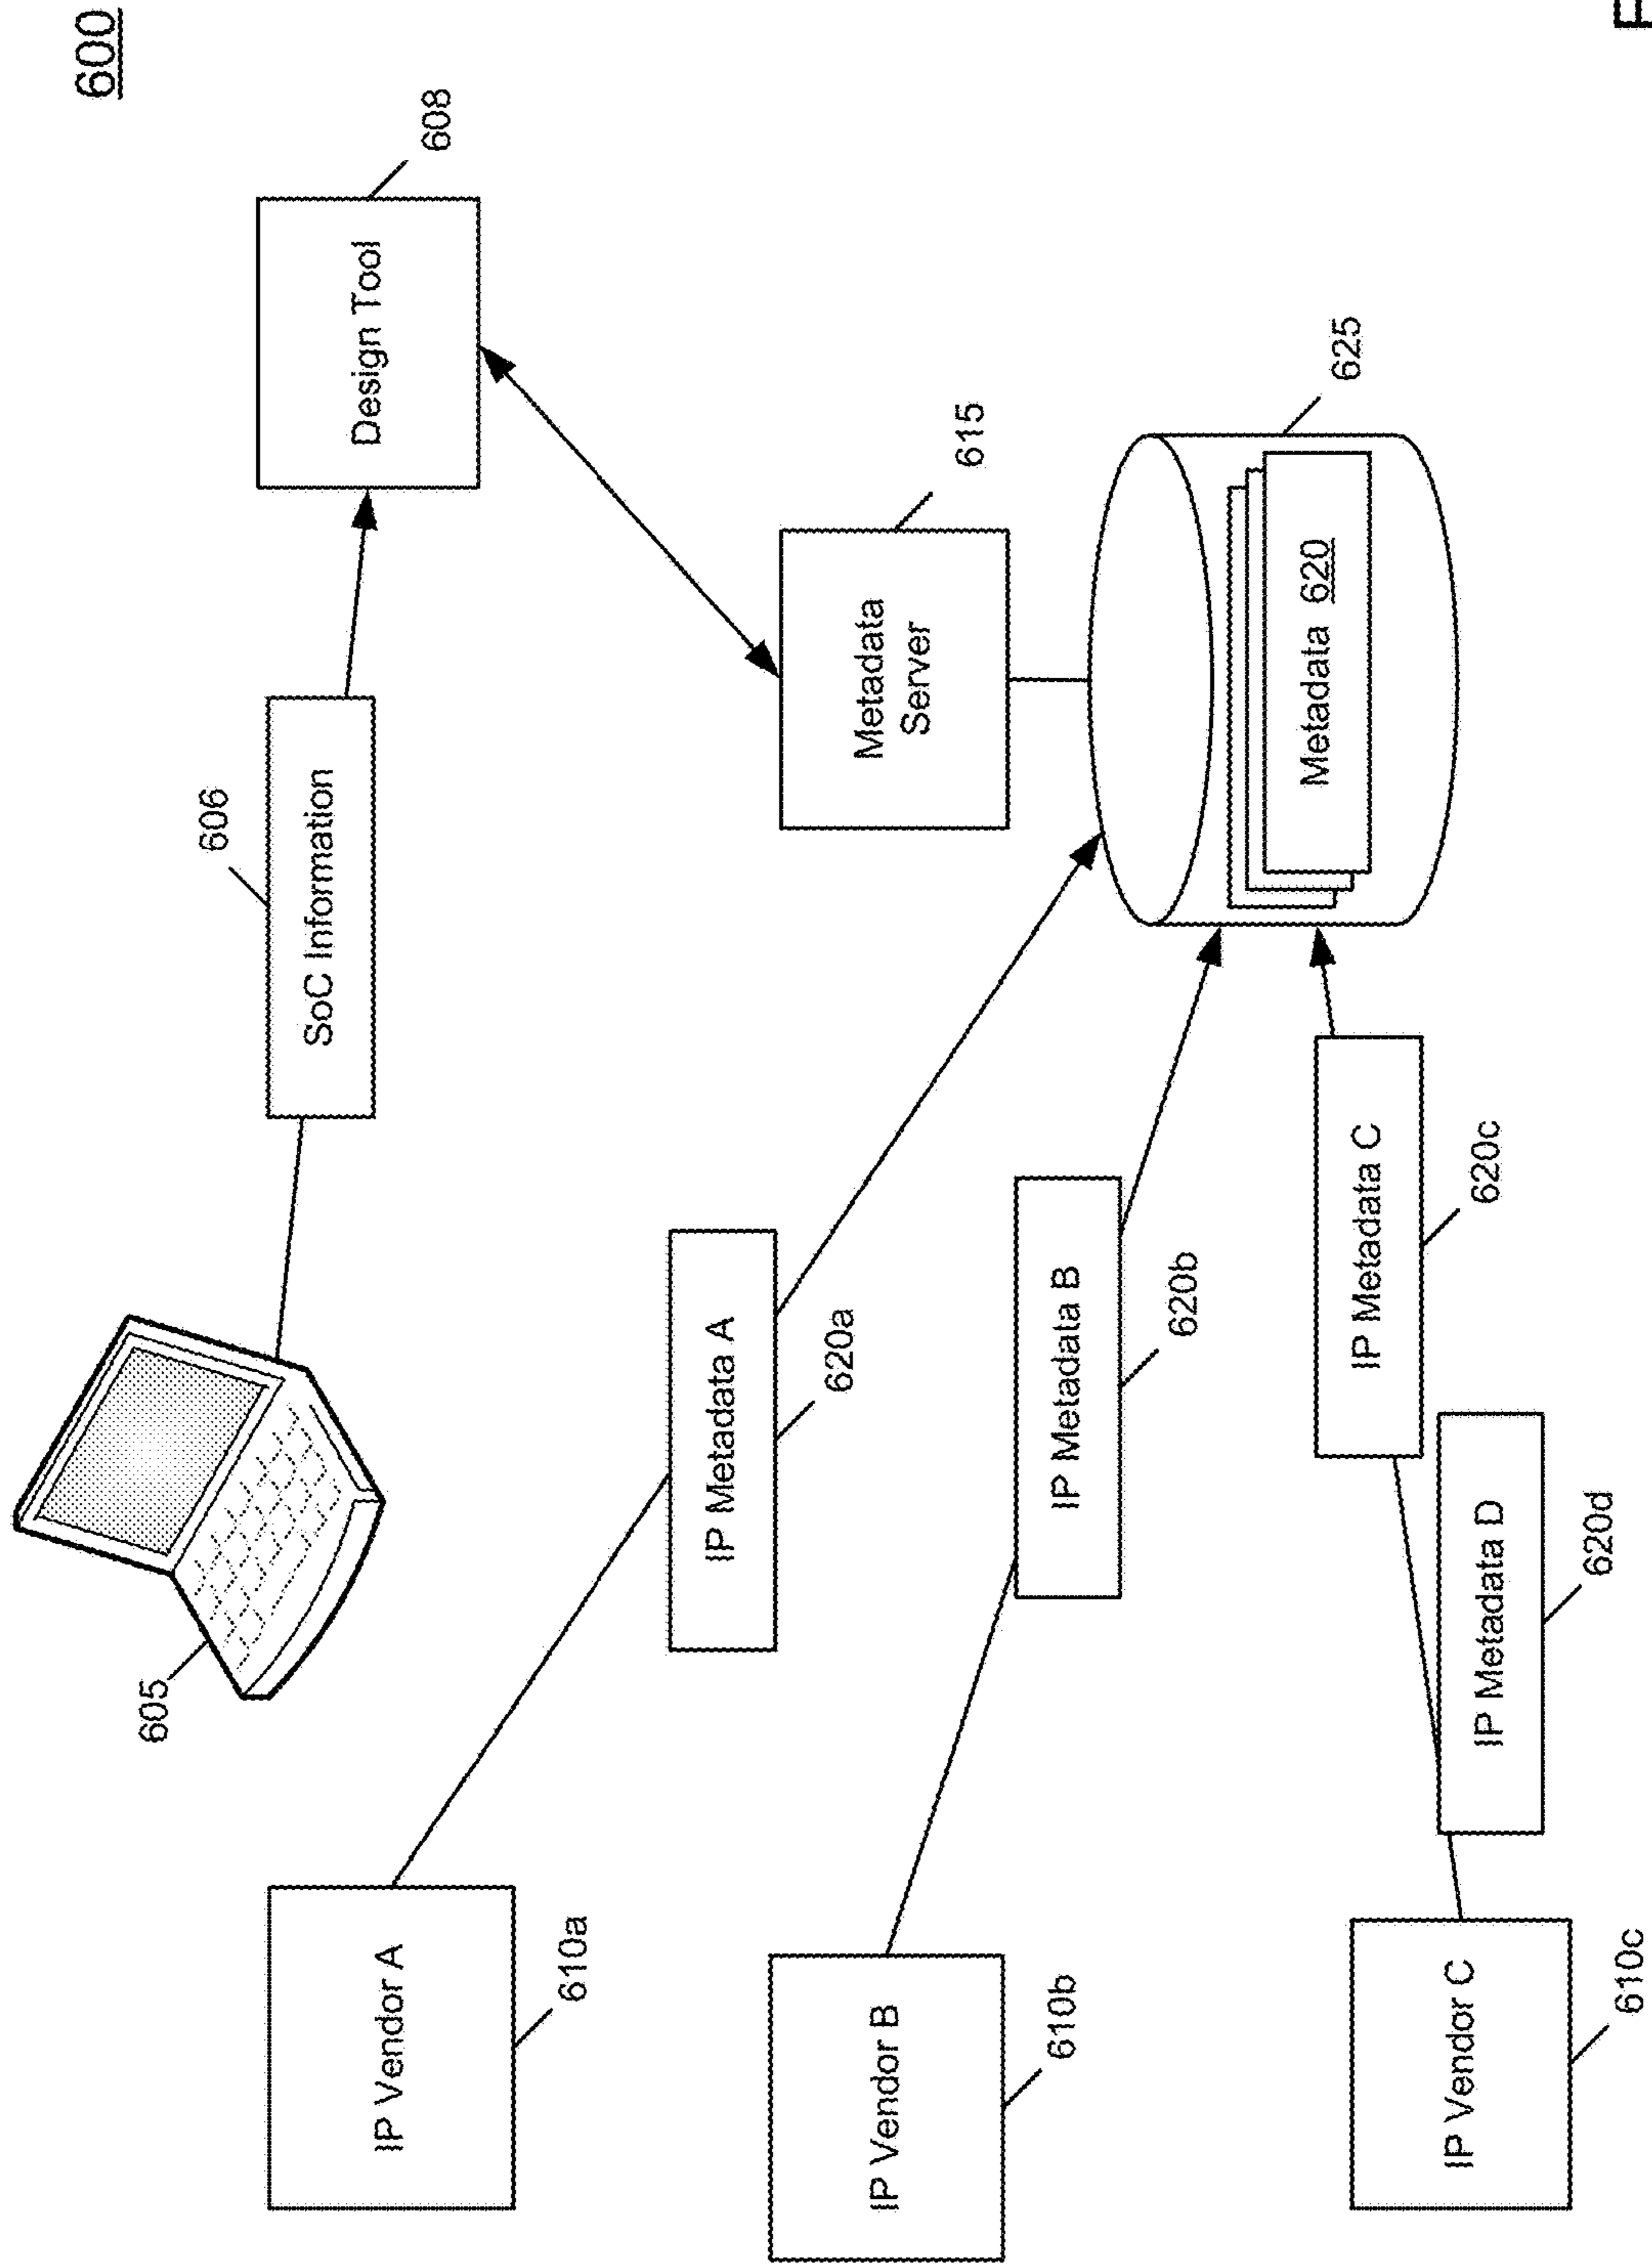 600
605
606
SoC Information
Design Tool
608
IP Vendor A
610a
IP Metadata A
620a
Metadata
Server
615
IP Vendor B
610b
IP Metadata B
620b
Metadata 620
625
IP Vendor C
610c
IP Metadata D
620d
IP Metadata C
620c